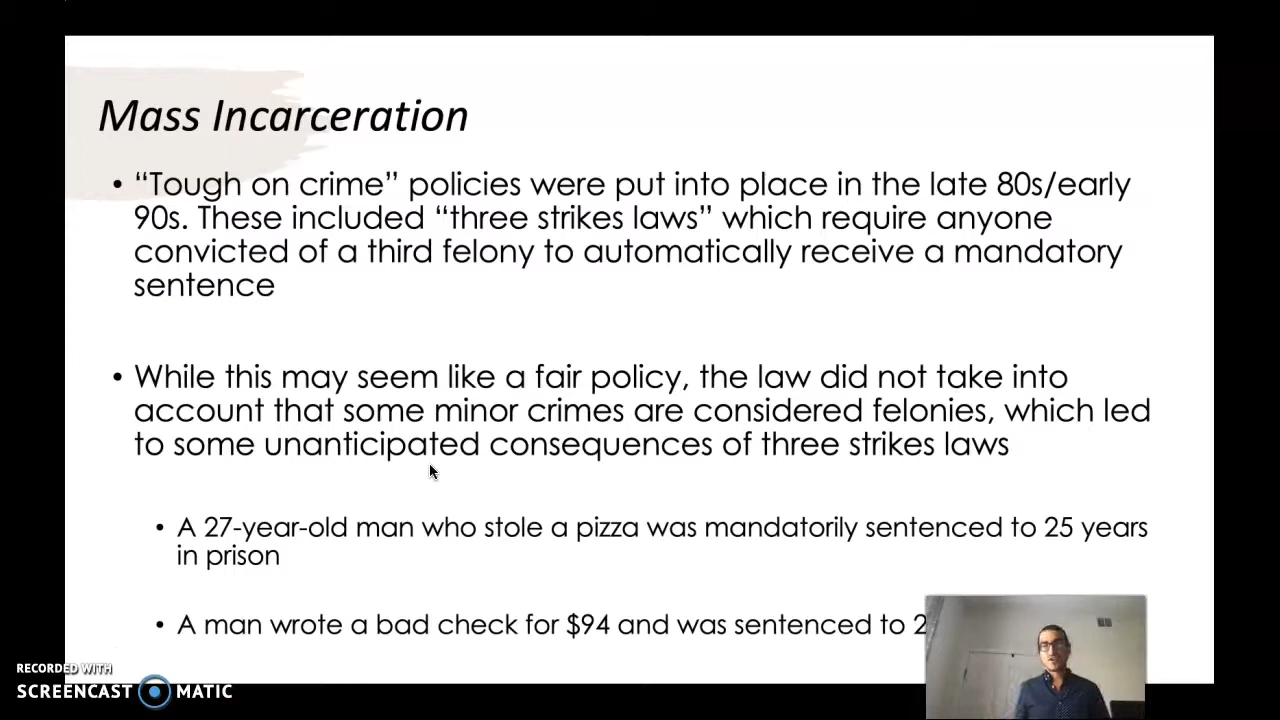 Mass Incarceration
• “Tough on crime” policies were put into place in the late 80s/early
90s. These included “three strikes laws” which require anyone
convicted of a third felony to automatically receive a mandatory
sentence
• While this may seem like a fair policy, the law did not take into
account that some minor crimes are considered felonies, which led
to some unanticipated consequences of three strikes laws
• A 27-year-old man who stole a pizza was mandatorily sentenced to 25 years
in prison
• A man wrote a bad check for $94 and was sentenced to 2
RECORDED WITH
SCREENCAST MATIC